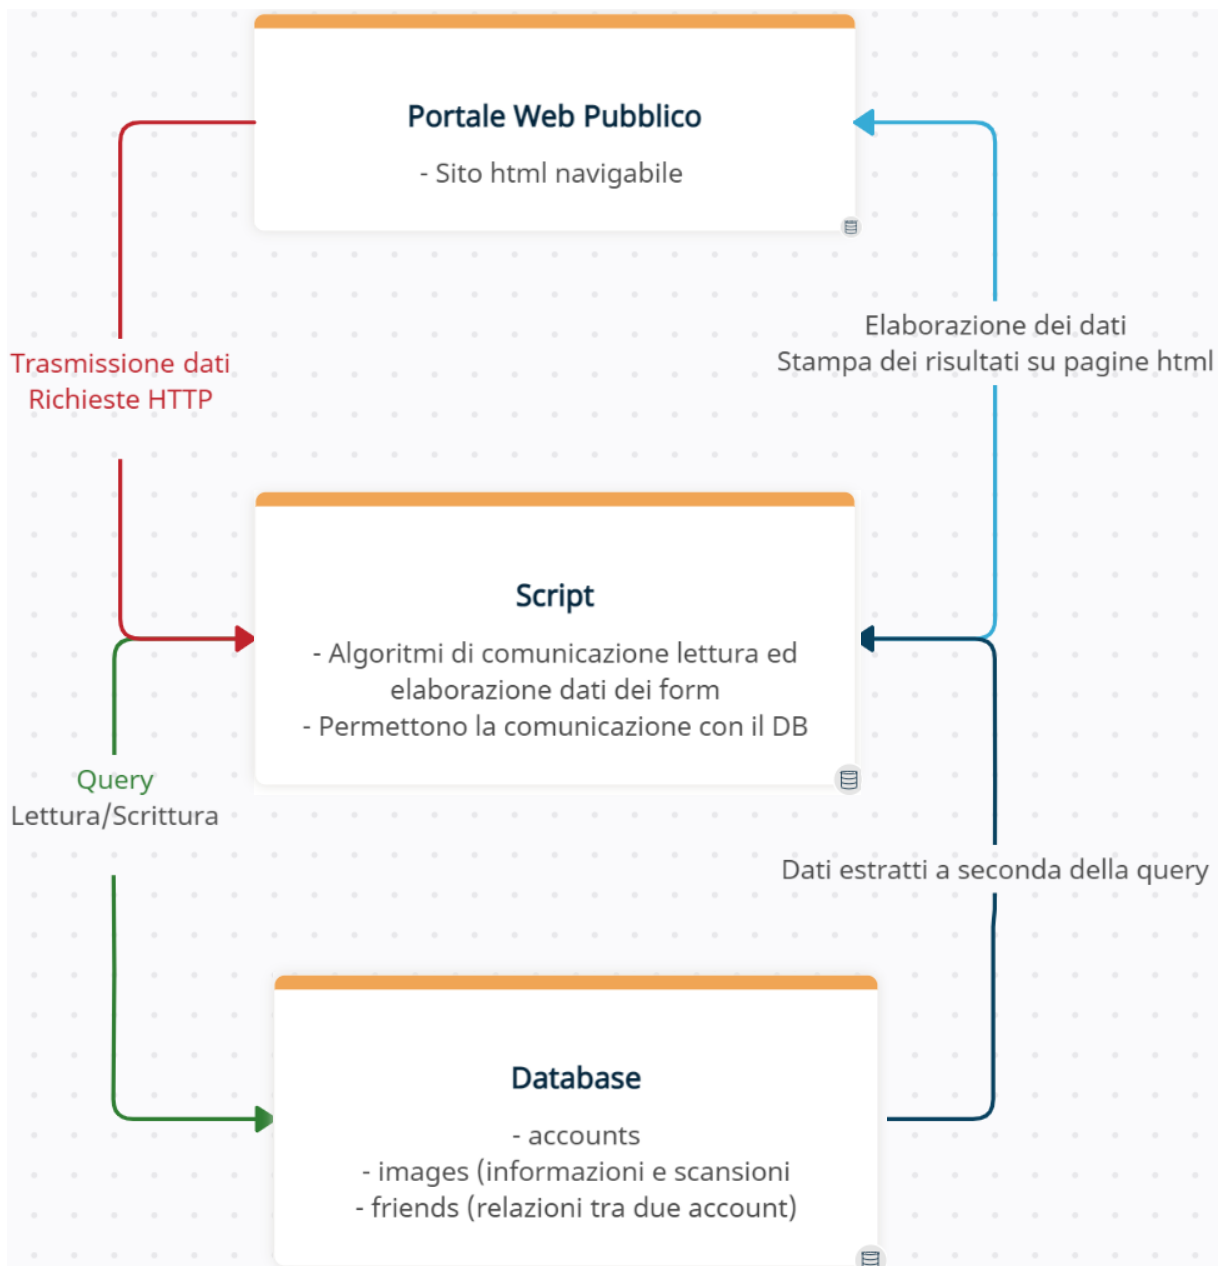 Portale Web Pubblico
- Sito html navigabile
Trasmissione dati
Richieste HTTP
Elaborazione dei dati
Stampa dei risultati su pagine html
Script
- Algoritmi di comunicazione lettura ed
elaborazione dati dei form
- Permettono la comunicazione con il DB
Query
Lettura/Scrittura
Dati estratti a seconda della query
Database
- accounts
- images (informazioni e scansioni
- friends (relazioni tra due account)